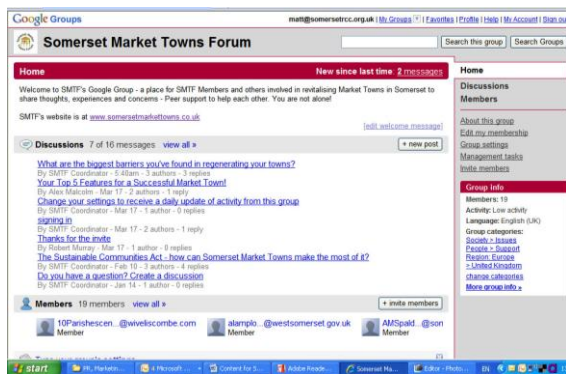 Google Groups
matt@somersetrcc.org.uk | My Groups | Favorites | Profile | Help | My Account | Sign out
Somerset Market Towns Forum
Search this group Search Groups
Home New since last time: 2 messages
Welcome to SMTF's Google Group - a place for SMTF Members and others involved in revitalising Market Towns in Somerset to
share thoughts, experiences and concerns - Peer support to help each other. You are not alone!
SMTF's website is at www.somersetmarkettowns.co.uk
[edit welcome message]
Discussions 7 of 16 messages view all » + new post
What are the biggest barriers you've found in regenerating your towns?
By SMTF Coordinator - 5:40am - 3 authors - 3 replies
Your Top 5 Features for a Successful Market Town!
By Alex Malcolm - Mar 17 - 2 authors - 1 reply
Change your settings to receive a daily update of activity from this group
By SMTF Coordinator - Mar 17 - 1 author - 0 replies
signing in
By SMTF Coordinator - Mar 17 - 2 authors - 1 reply
Thanks for the invite
By Robert Murray - Mar 17 - 1 author - 0 replies
The Sustainable Communities Act - how can Somerset Market Towns make the most of it?
By SMTF Coordinator - Feb 10 - 3 authors - 4 replies
Do you have a question? Create a discussion
By SMTF Coordinator - Jan 14 - 1 author - 0 replies
Members 19 members view all » + invite members
10Parishescen...@wiveliscombe.com
Member
alamplo...@westsomerset.gov.uk
Member
AMSpald...@son
Member
Home
Discussions
Members
About this group
Edit my membership
Group settings
Management tasks
Invite members
Group info
Members: 19
Activity: Low activity
Language: English (UK)
Group categories:
Society > Issues
People > Support
Region: Europe
> United Kingdom
change categories
More group info »
start
PR, Marketin...
4 Microsoft ...
Content for S...
Adobe Reade...
Somerset Ma...
Editor - Photo...
EN